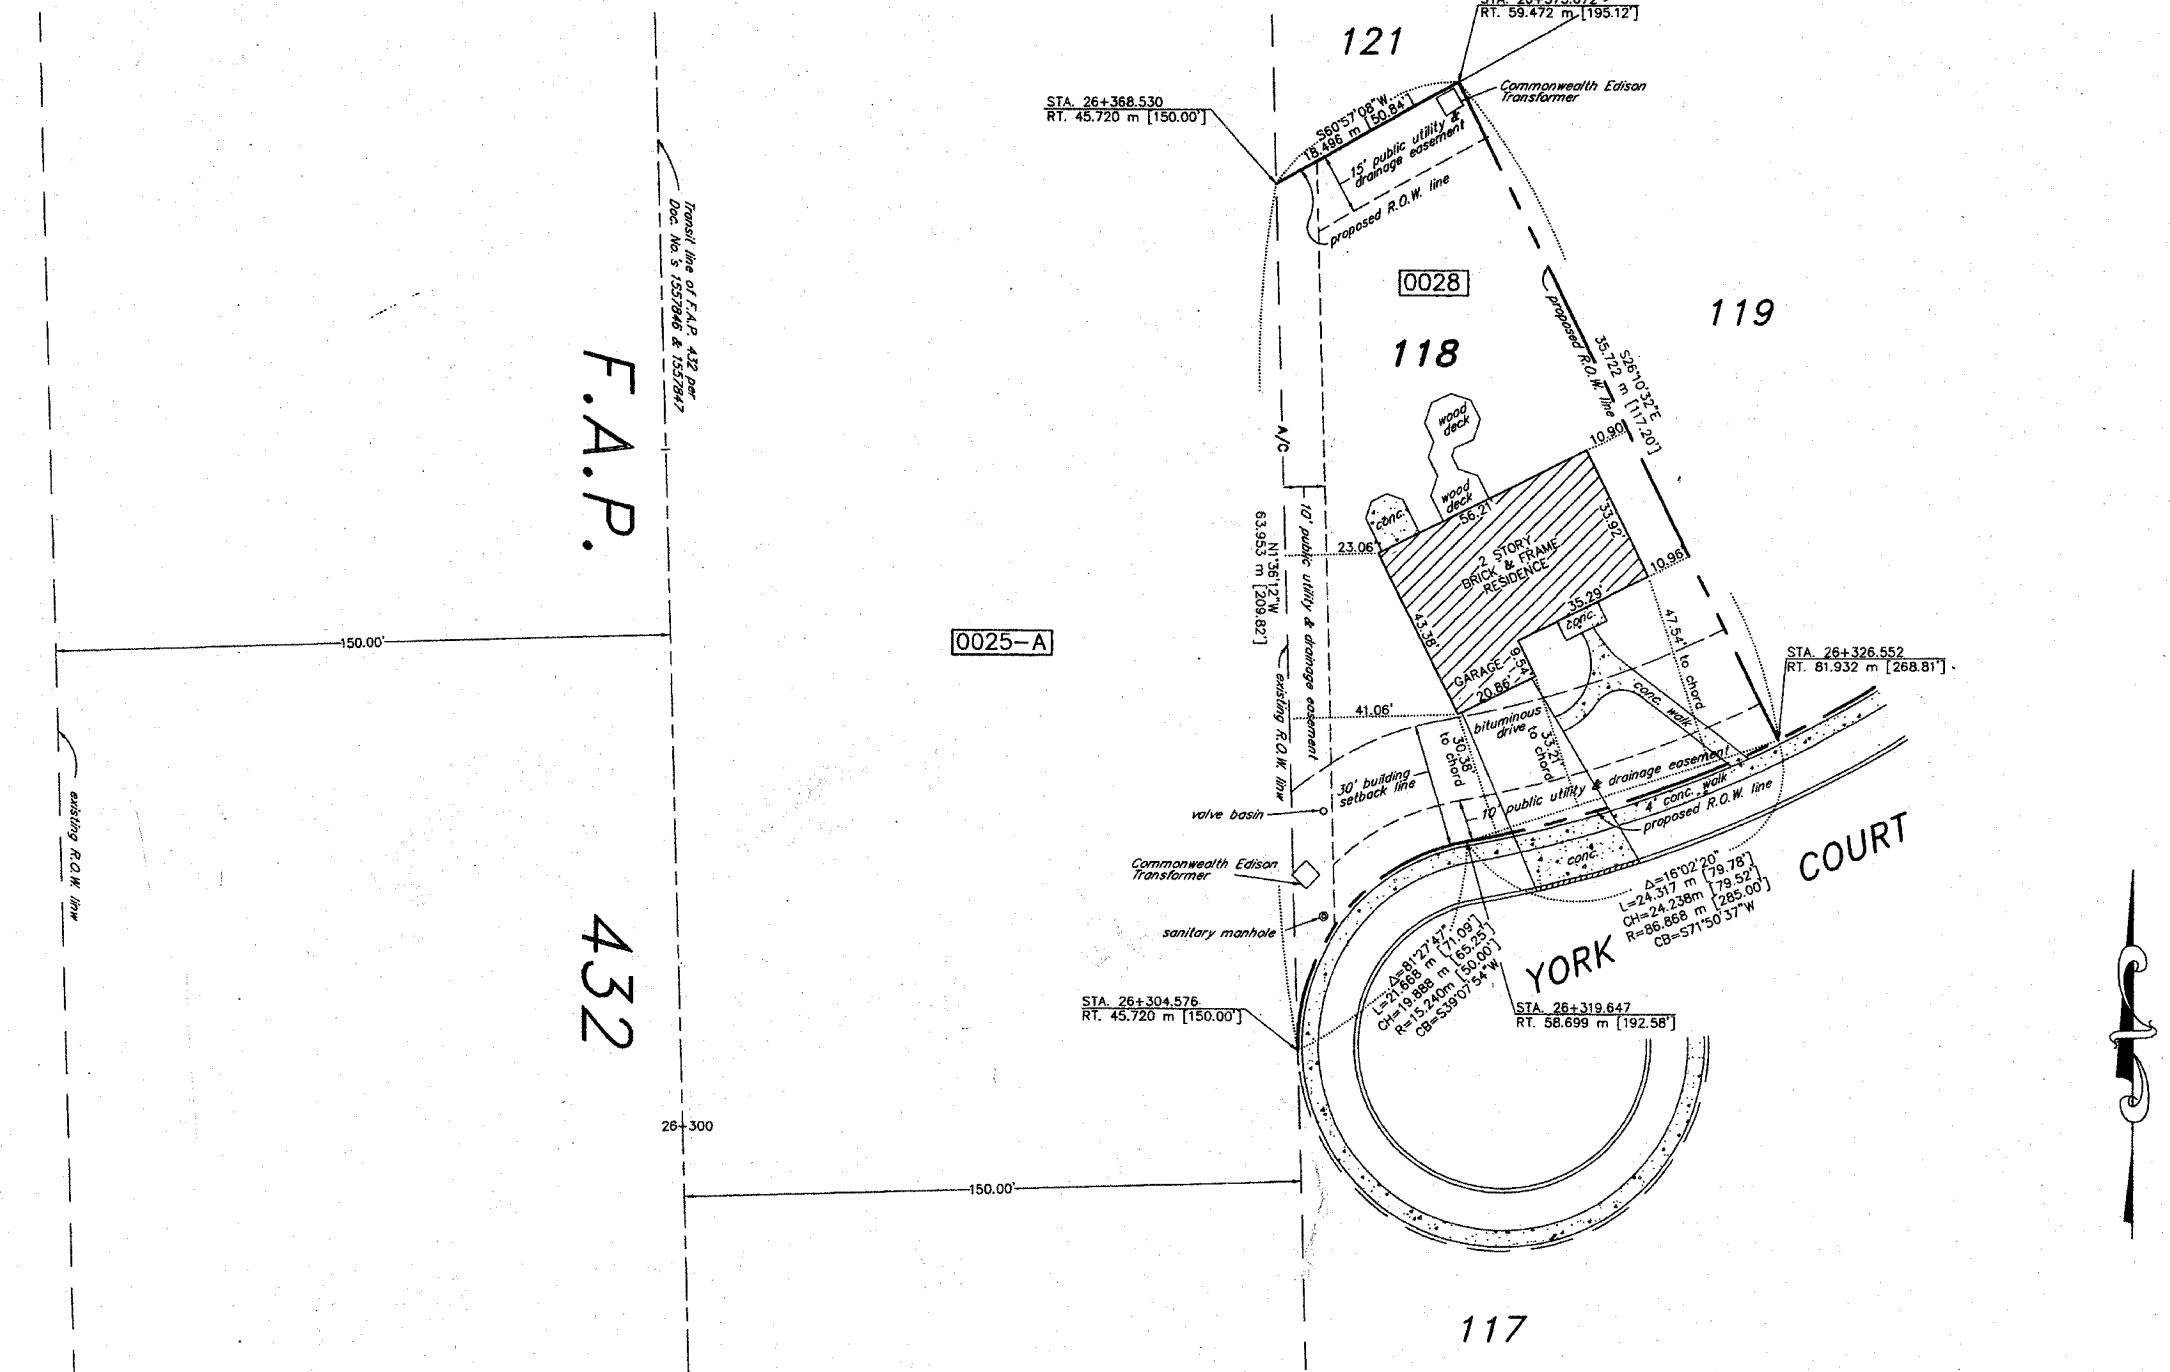 RT. 59.472 m [195.12']
121
Commonwealth Edison
Transformer
STA. 26+368.530
RT. 45.720 m [150.00']
S60°57'08"W
18.496 m [50.84']
15' public utility &
drainage easement
proposed R.O.W. line
Transit line of F.A.P. 432 per
Doc. No.'s 1557846 & 1557847
0028
119
118
proposed R.O.W. line
S26°10'32"E
35.722 m [117.20']
F.A.P.
432
wood
deck
wood
deck
A/C
10.90'
conc.
56.21'
33.92'
23.06'
2 STORY
BRICK & FRAME
RESIDENCE
10.96'
N1°36'12"W
63.953 m [209.82']
10' public utility & drainage easement
35.29'
conc.
43.38'
GARAGE
9.54'
20.86'
47.54' to chord
150.00'
0025-A
existing R.O.W. linw
STA. 26+326.552
RT. 81.932 m [268.81']
conc. walk
41.06'
bituminous
drive
30.38'
to chord
33.21'
to chord
existing R.O.W. linw
30' building
setback line
10' public utility & drainage easement
4' conc. walk
proposed R.O.W. line
valve basin
conc.
Commonwealth Edison
Transformer
COURT
YORK
Δ=16°02'20"
L=24.317 m [79.78']
CH=24.238m [79.52']
R=86.868 m [285.00']
CB=S71°50'37"W
sanitary manhole
Δ=81°27'47"
L=21.668 m [71.09']
CH=19.888 m [65.25']
R=15.240m [50.00']
CB=S39°07'54"W
STA. 26+304.576
RT. 45.720 m [150.00']
STA. 26+319.647
RT. 58.699 m [192.58']
26+300
150.00'
117